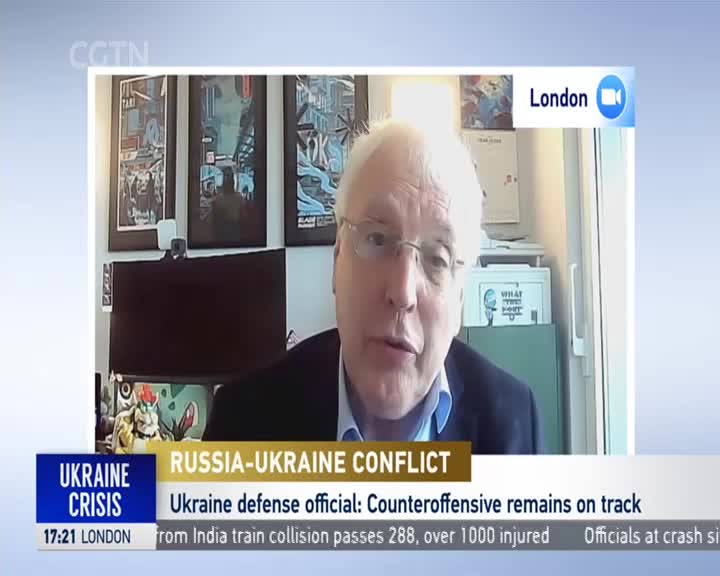 CGTN
London
WHAT
UKRAINE
CRISIS
17:21 LONDON
RUSSIA-UKRAINE CONFLICT
Ukraine defense official: Counteroffensive remains on track
from India train collision passes 288, over 1000 injured
Officials at crash si